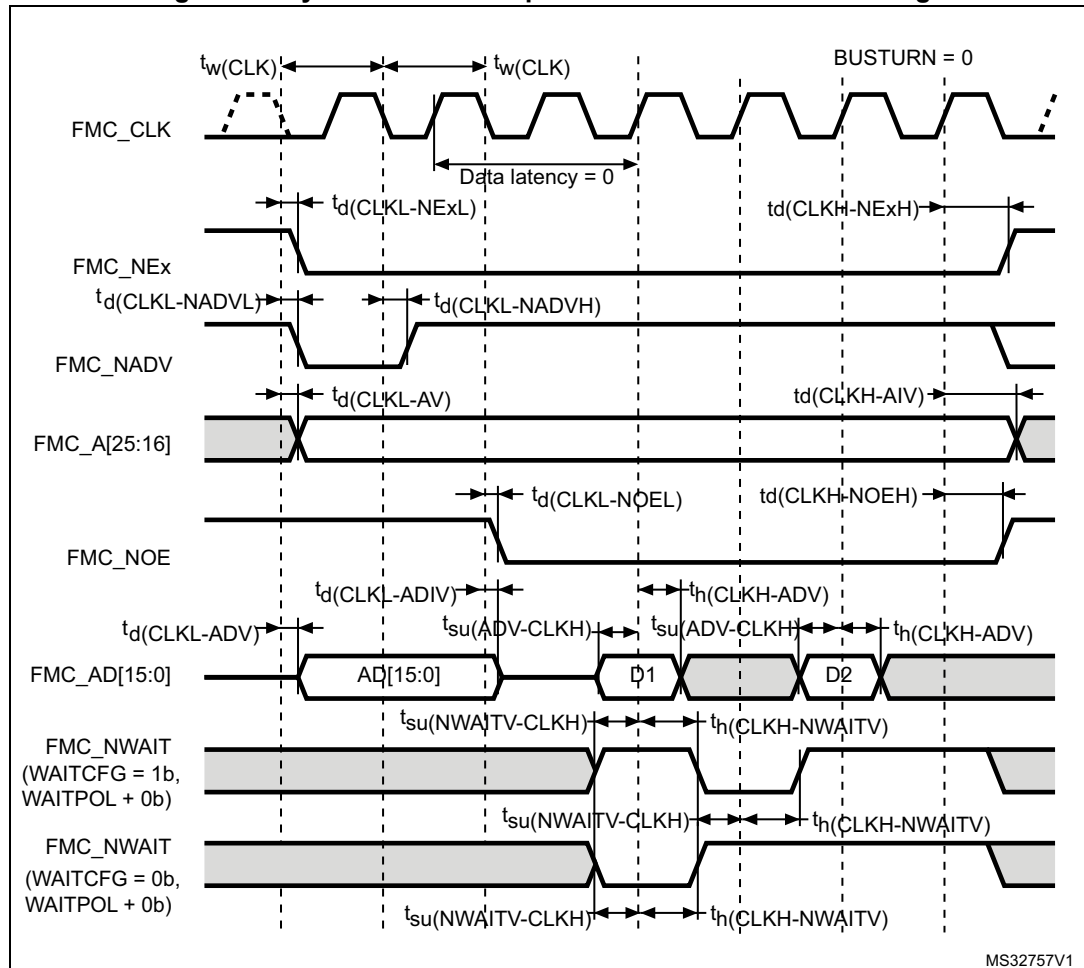 tw(CLK) tw(CLK) BUSTURN = 0
FMC_CLK
Data latency = 0
td(CLKL-NExL) td(CLKH-NExH)
FMC_NEx
td(CLKL-NADVL) td(CLKL-NADVH)
FMC_NADV
td(CLKL-AV) td(CLKH-AIV)
FMC_A[25:16]
td(CLKL-NOEL) td(CLKH-NOEH)
FMC_NOE
td(CLKL-ADIV) th(CLKH-ADV)
td(CLKL-ADV) tsu(ADV-CLKH) tsu(ADV-CLKH) th(CLKH-ADV)
FMC_AD[15:0] AD[15:0] D1 D2
tsu(NWAITV-CLKH) th(CLKH-NWAITV)
FMC_NWAIT
(WAITCFG = 1b,
WAITPOL + 0b)
tsu(NWAITV-CLKH) th(CLKH-NWAITV)
FMC_NWAIT
(WAITCFG = 0b,
WAITPOL + 0b)
tsu(NWAITV-CLKH) th(CLKH-NWAITV)
MS32757V1